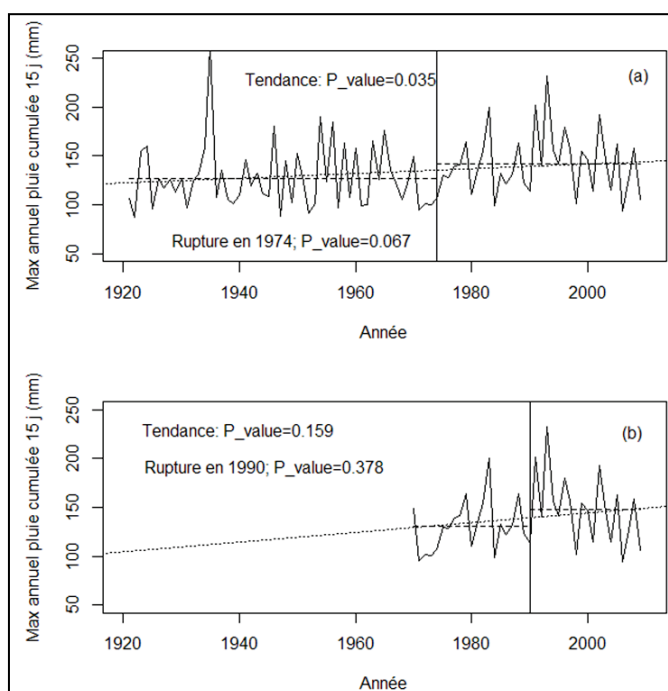 Max annuel pluie cumulée 15 j (mm)
250
200
150
100
50
Tendance: P_value=0.035
(a)
Rupture en 1974; P_value=0.067
1920
1940
1960
1980
2000
Année
Max annuel pluie cumulée 15 j (mm)
250
200
150
100
50
Tendance: P_value=0.159
(b)
Rupture en 1990; P_value=0.378
1920
1940
1960
1980
2000
Année